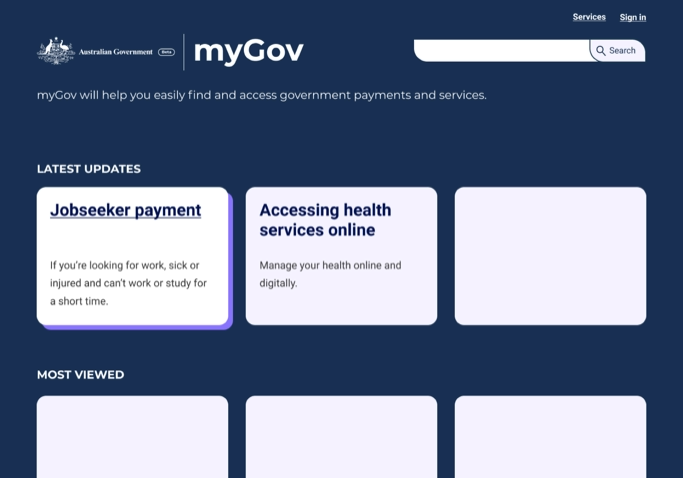 Services Sign in
Australian Government Beta myGov
Search
myGov will help you easily find and access government payments and services.
LATEST UPDATES
Jobseeker payment
If you're looking for work, sick or
injured and can't work or study for
a short time.
Accessing health
services online
Manage your health online and
digitally.
MOST VIEWED